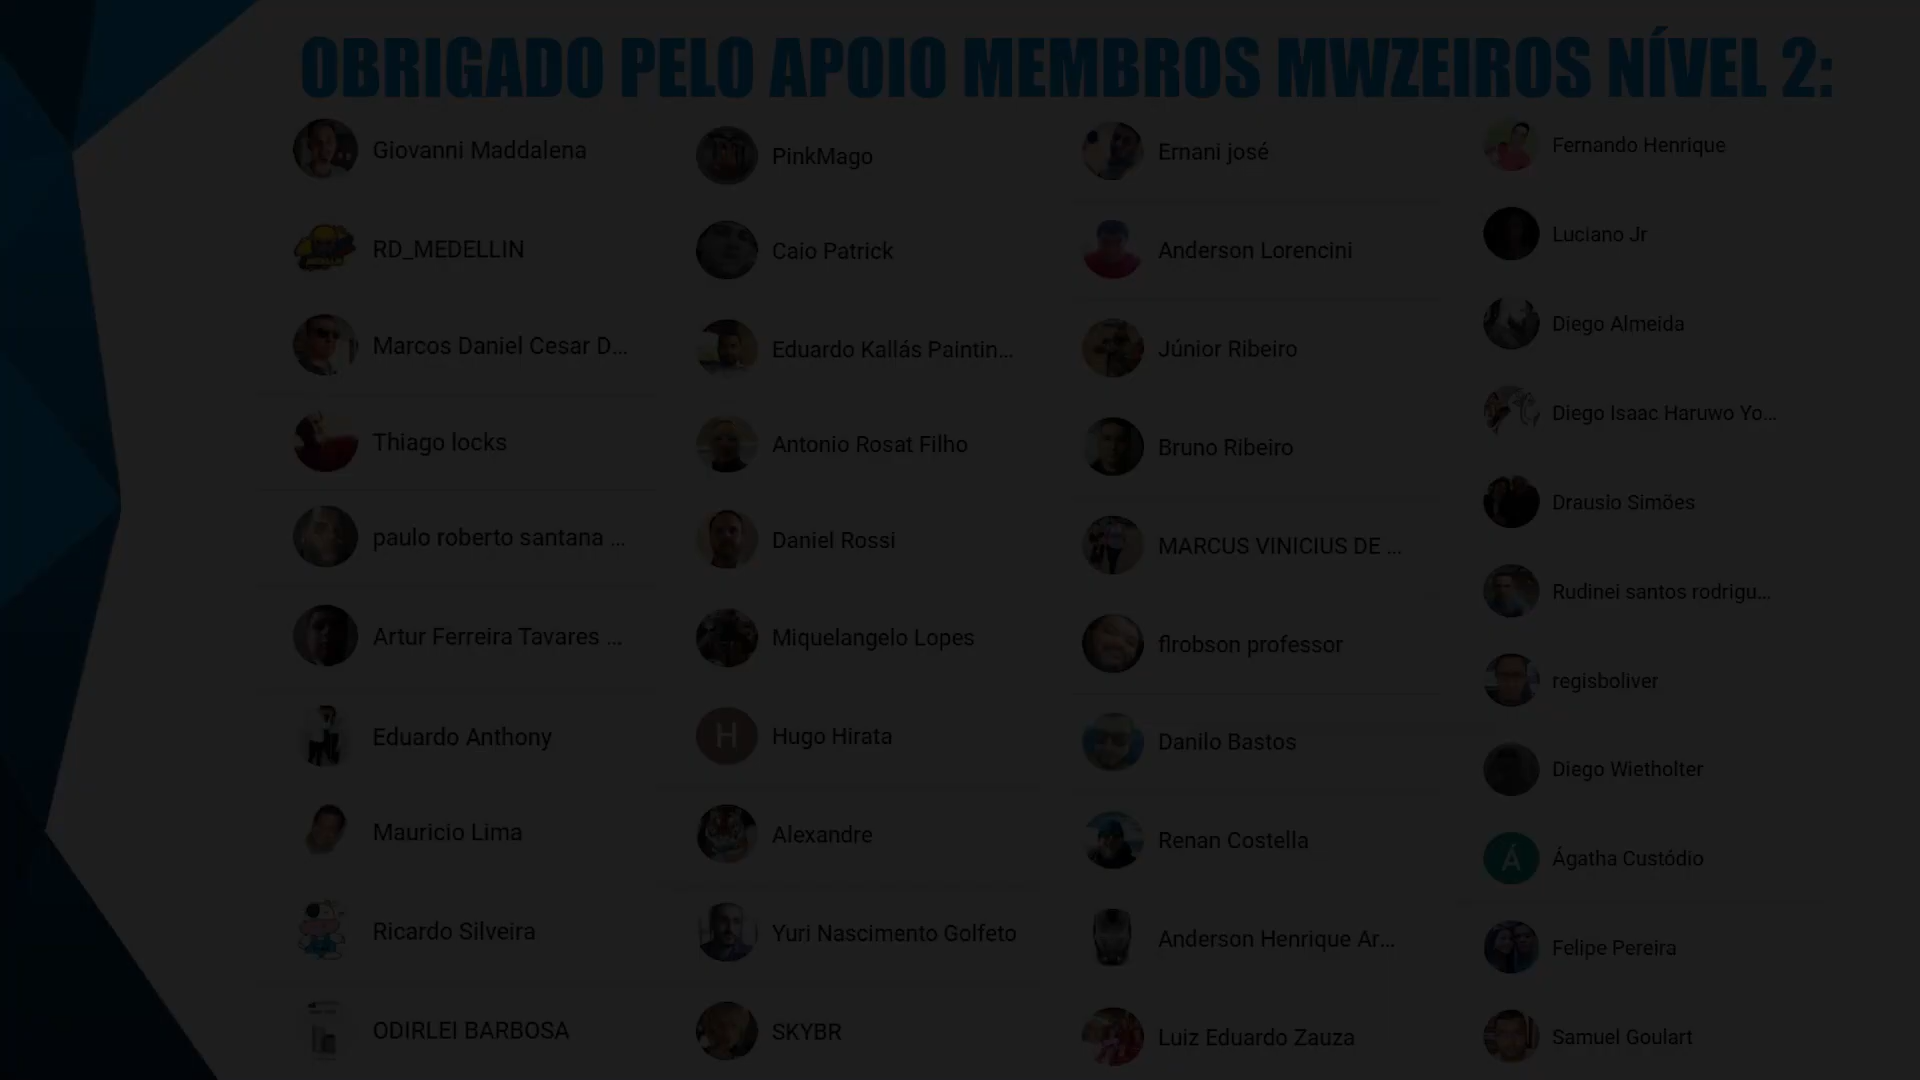 OBRIGADO PELO APOIO MEMBROS MWZEIROS NÍVEL 2:
Giovanni Maddalena
RD_MEDELLIN
Marcos Daniel Cesar D...
Thiago locks
paulo roberto santana ...
Artur Ferreira Tavares ...
Eduardo Anthony
Mauricio Lima
Ricardo Silveira
ODIRLEI BARBOSA
PinkMago
Caio Patrick
Eduardo Kallás Paintin...
Antonio Rosat Filho
Daniel Rossi
Miquelangelo Lopes
H
Hugo Hirata
Alexandre
Yuri Nascimento Golfeto
SKYBR
Ernani josé
Anderson Lorencini
Júnior Ribeiro
Bruno Ribeiro
MARCUS VINICIUS DE ...
flrobson professor
Danilo Bastos
Renan Costella
Anderson Henrique Ar...
Luiz Eduardo Zauza
Fernando Henrique
Luciano Jr
Diego Almeida
Diego Isaac Haruwo Yo...
Drausio Simões
Rudinei santos rodrigu...
regisboliver
Diego Wietholter
Á
Ágatha Custódio
Felipe Pereira
Samuel Goulart